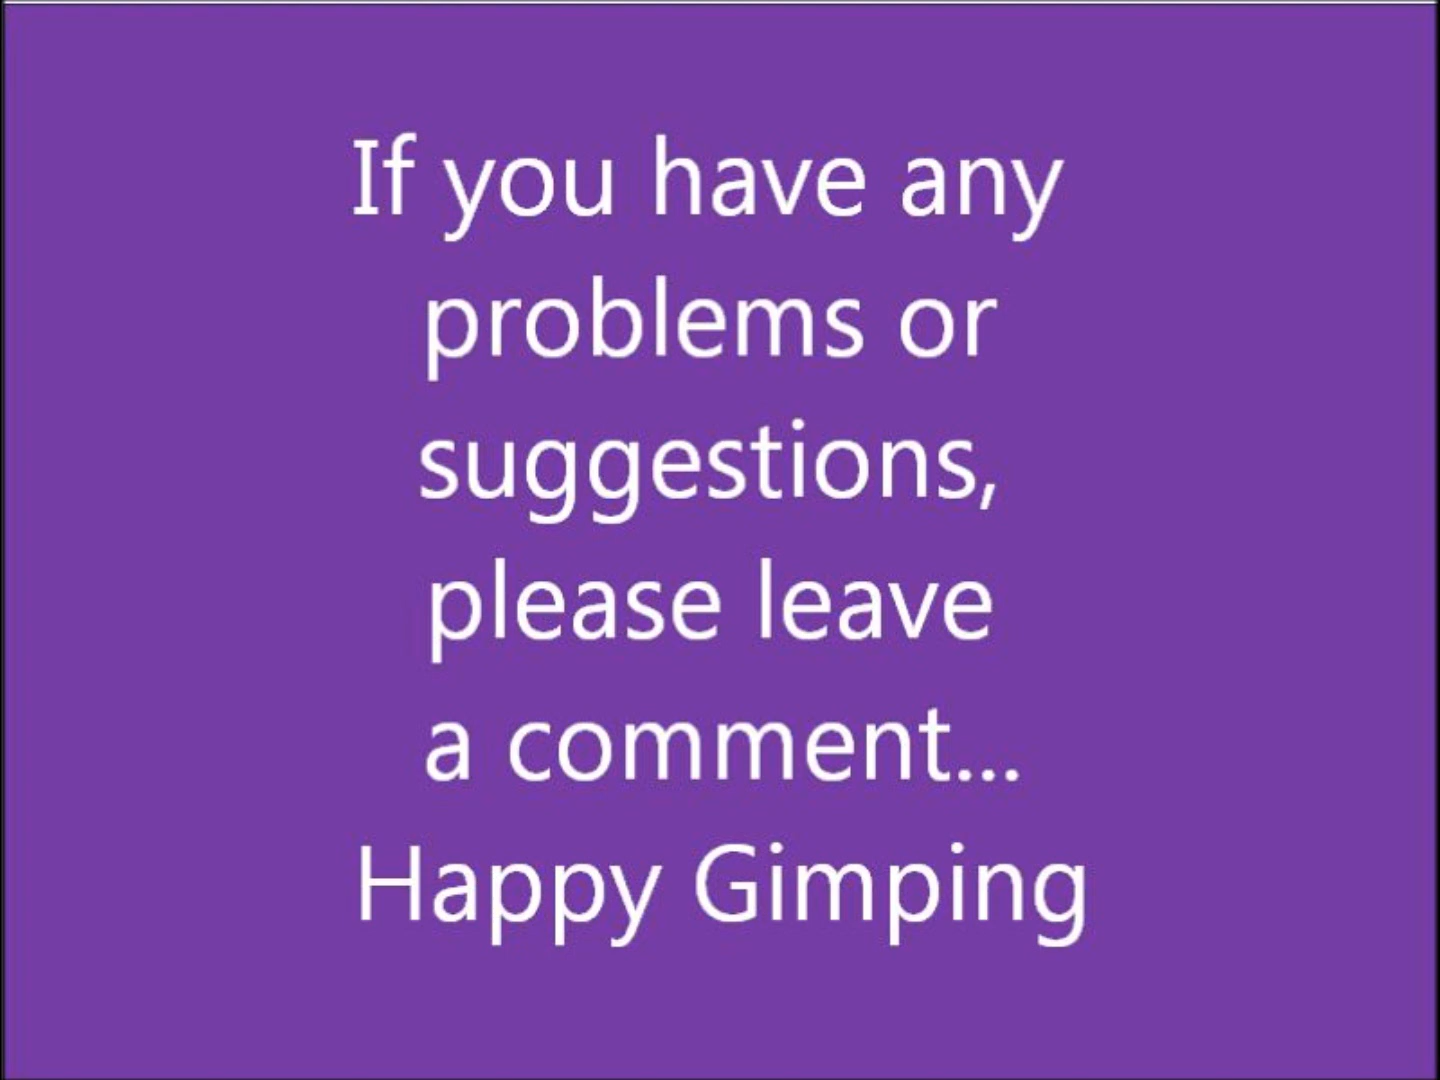 If you have any
problems or
suggestions,
please leave
a comment...
Happy Gimping